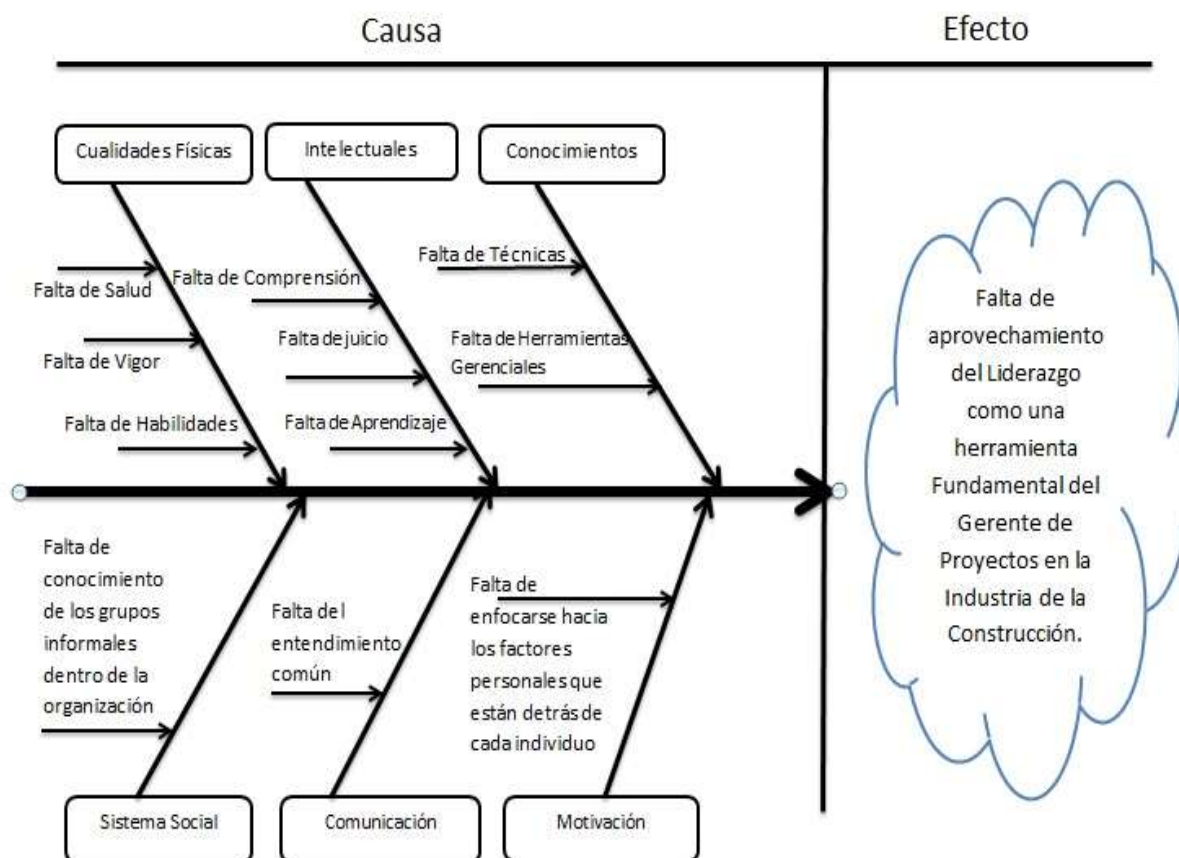 Causa
Efecto
Cualidades Físicas
Intelectuales
Conocimientos
Falta de Salud
Falta de Vigor
Falta de Habilidades
Falta de Comprensión
Falta de juicio
Falta de Aprendizaje
Falta de Técnicas
Falta de Herramientas
Gerenciales
Falta de
conocimiento
de los grupos
informales
dentro de la
organización
Falta del
entendimiento
común
Falta de
enfocarse hacia
los factores
personales que
están detrás de
cada individuo
Sistema Social
Comunicación
Motivación
Falta de
aprovechamiento
del Liderazgo
como una
herramienta
Fundamental del
Gerente de
Proyectos en la
Industria de la
Construcción.